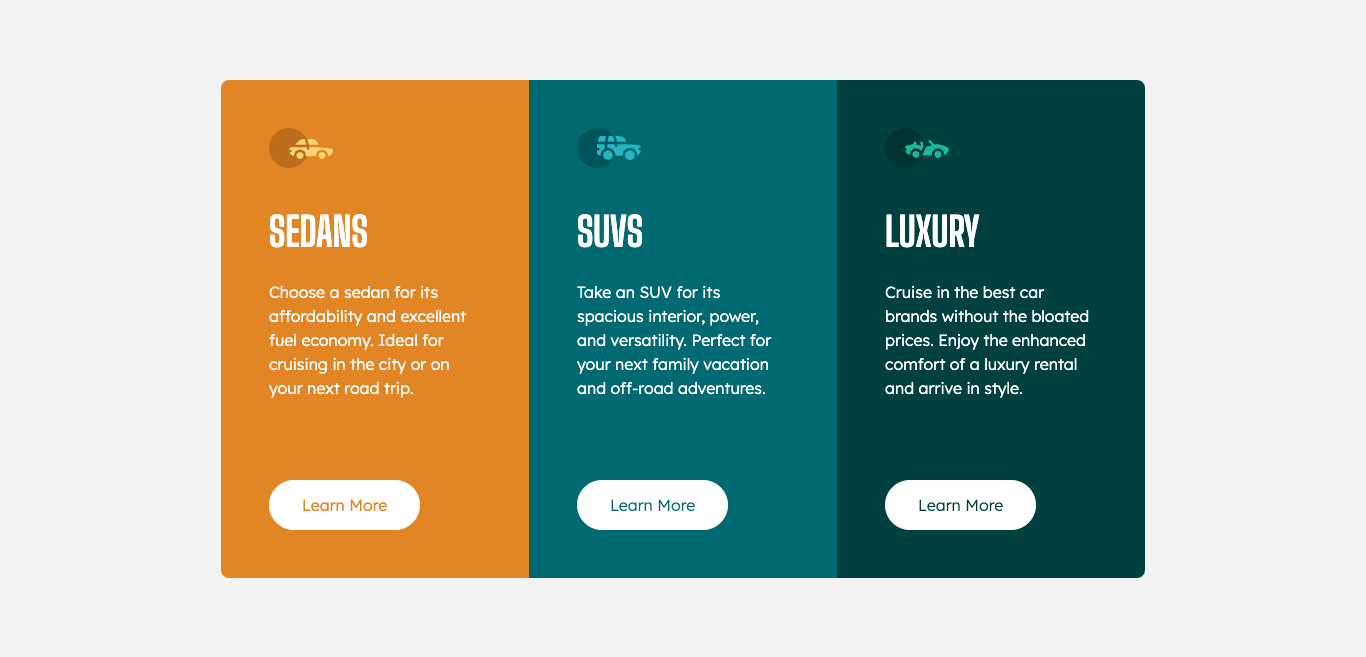 SEDANS
Choose a sedan for its
affordability and excellent
fuel economy. Ideal for
cruising in the city or on
your next road trip.
Learn More
SUVS
Take an SUV for its
spacious interior, power,
and versatility. Perfect for
your next family vacation
and off-road adventures.
Learn More
LUXURY
Cruise in the best car
brands without the bloated
prices. Enjoy the enhanced
comfort of a luxury rental
and arrive in style.
Learn More